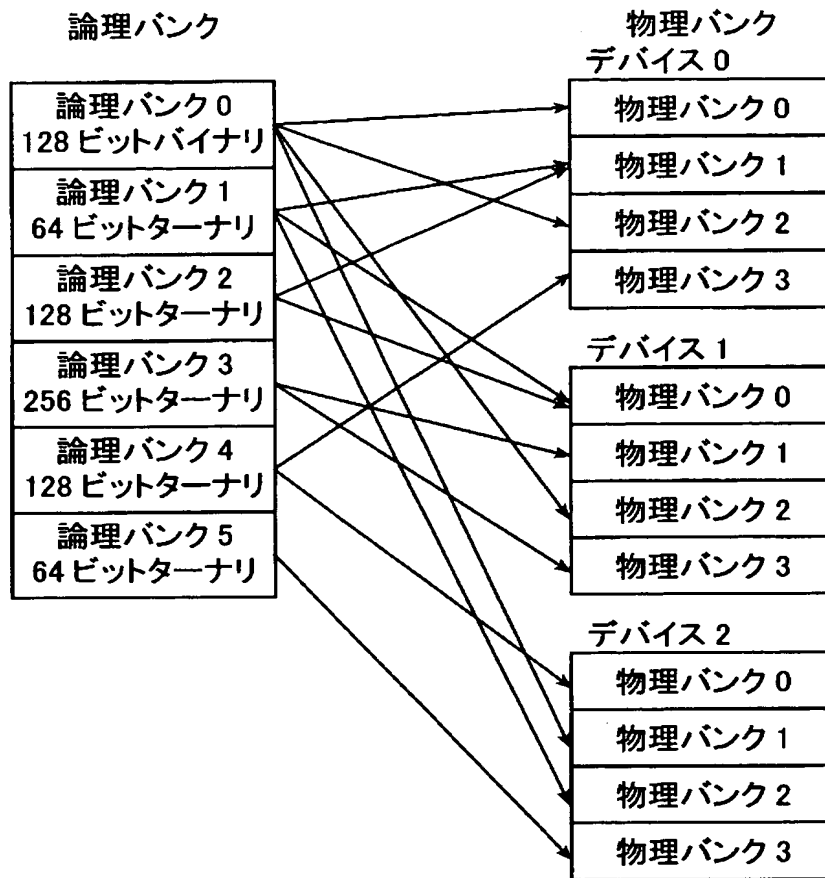 論理バンク
論理バンク 0
128 ビットバイナリ
論理バンク 1
64 ビットターナリ
論理バンク 2
128 ビットターナリ
論理バンク 3
256 ビットターナリ
論理バンク 4
128 ビットターナリ
論理バンク 5
64 ビットターナリ
物理バンク
デバイス 0
物理バンク 0
物理バンク 1
物理バンク 2
物理バンク 3
デバイス 1
物理バンク 0
物理バンク 1
物理バンク 2
物理バンク 3
デバイス 2
物理バンク 0
物理バンク 1
物理バンク 2
物理バンク 3